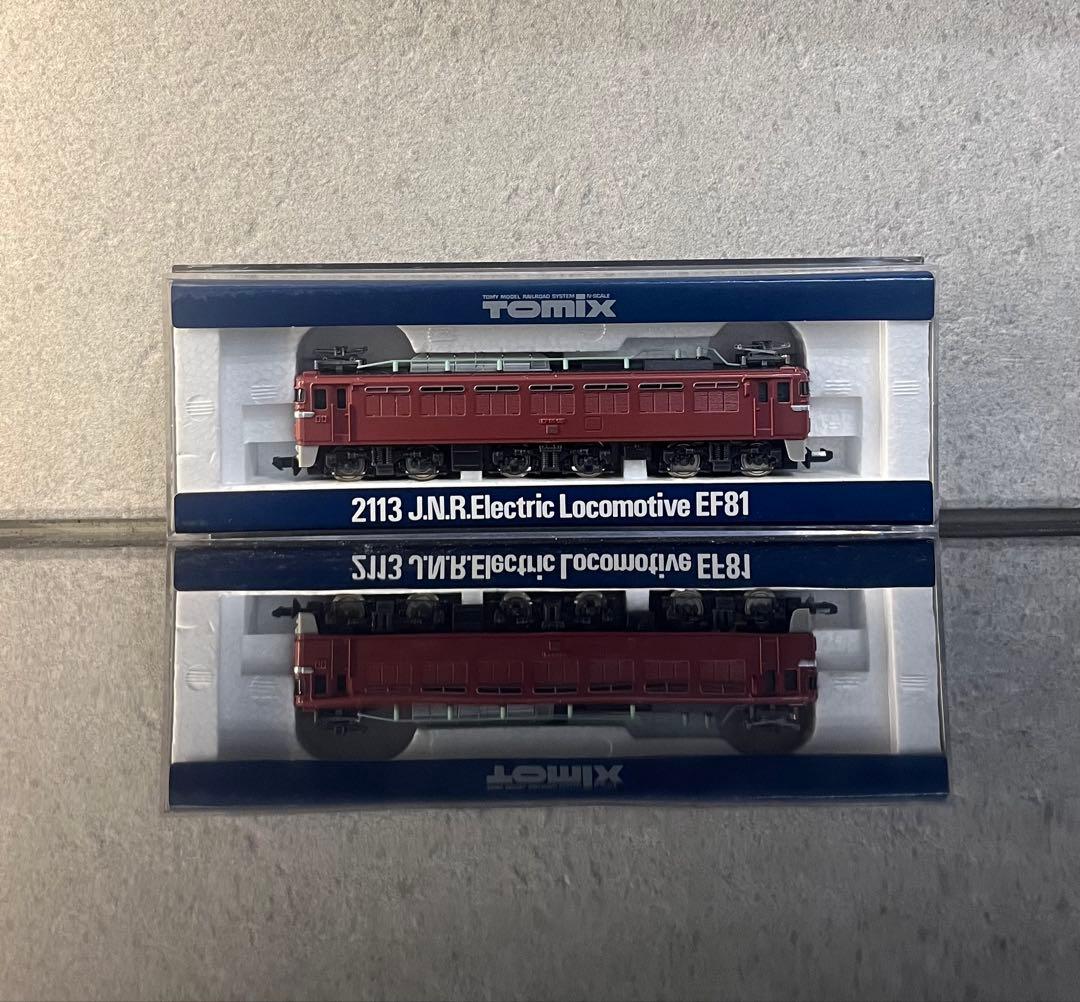 TOMY MODEL RAILROAD SYSTEM N-SCALE
TOMIX
2113 J.N.R.Electric Locomotive EF81